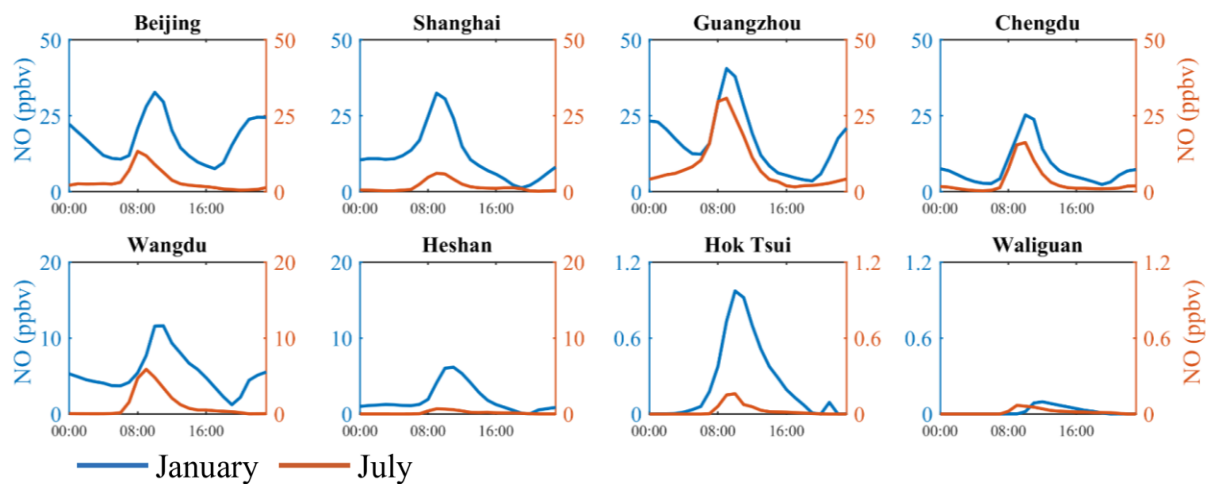 Beijing Shanghai Guangzhou Chengdu
50 50 50 50 50 50 50 50
NO (ppbv) NO (ppbv)
25 25 25 25 25 25 25 25
0 0 0 0 0 0 0 0
00:00 08:00 16:00 00:00 08:00 16:00 00:00 08:00 16:00 00:00 08:00 16:00
Wangdu Heshan Hok Tsui Waliguan
20 20 20 20 1.2 1.2 1.2 1.2
NO (ppbv) NO (ppbv)
10 10 10 10 0.6 0.6 0.6 0.6
0 0 0 0 0 0 0 0
00:00 08:00 16:00 00:00 08:00 16:00 00:00 08:00 16:00 00:00 08:00 16:00
January July